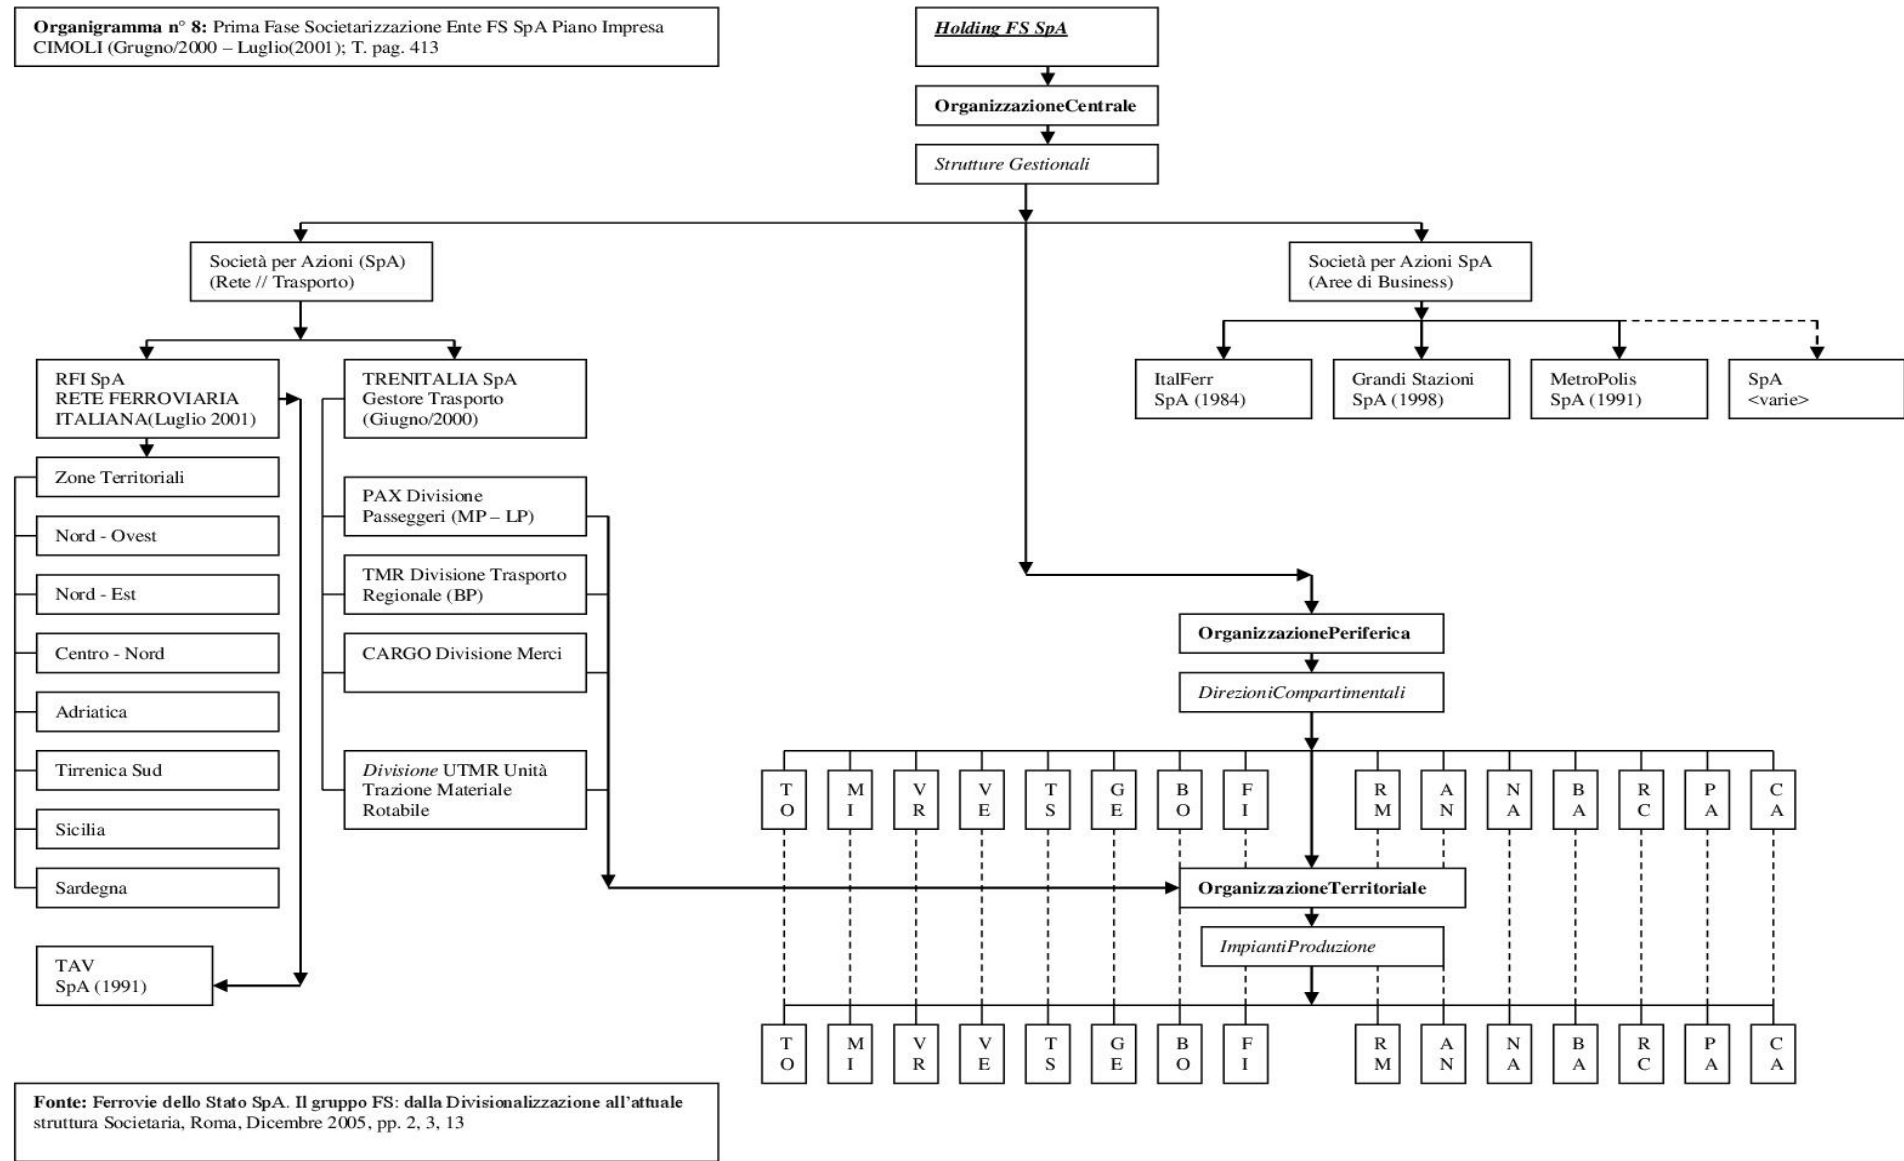 Organigramma n° 8: Prima Fase Societarizzazione Ente FS SpA Piano Impresa
CIMOLI (Grugno/2000 – Luglio(2001); T. pag. 413
Holding FS SpA
OrganizzazioneCentrale
Strutture Gestionali
Società per Azioni (SpA)
(Rete // Trasporto)
Società per Azioni SpA
(Aree di Business)
RFI SpA
RETE FERROVIARIA
ITALIANA(Luglio 2001)
TRENITALIA SpA
Gestore Trasporto
(Giugno/2000)
ItalFerr
SpA (1984)
Grandi Stazioni
SpA (1998)
MetroPolis
SpA (1991)
SpA
<varie>
Zone Territoriali
Nord - Ovest
Nord - Est
Centro - Nord
Adriatica
Tirrenica Sud
Sicilia
Sardegna
TAV
SpA (1991)
PAX Divisione
Passeggeri (MP – LP)
TMR Divisione Trasporto
Regionale (BP)
CARGO Divisione Merci
Divisione UTMR Unità
Trazione Materiale
Rotabile
OrganizzazionePeriferica
DirezioniCompartimentali
T M V V T G B F R A N B R P C
O I R E S E O I M N A A C A A
OrganizzazioneTerritoriale
ImpiantiProduzione
T M V V T G B F R A N B R P C
O I R E S E O I M N A A C A A
Fonte: Ferrovie dello Stato SpA. Il gruppo FS: dalla Divisionalizzazione all'attuale
struttura Societaria, Roma, Dicembre 2005, pp. 2, 3, 13